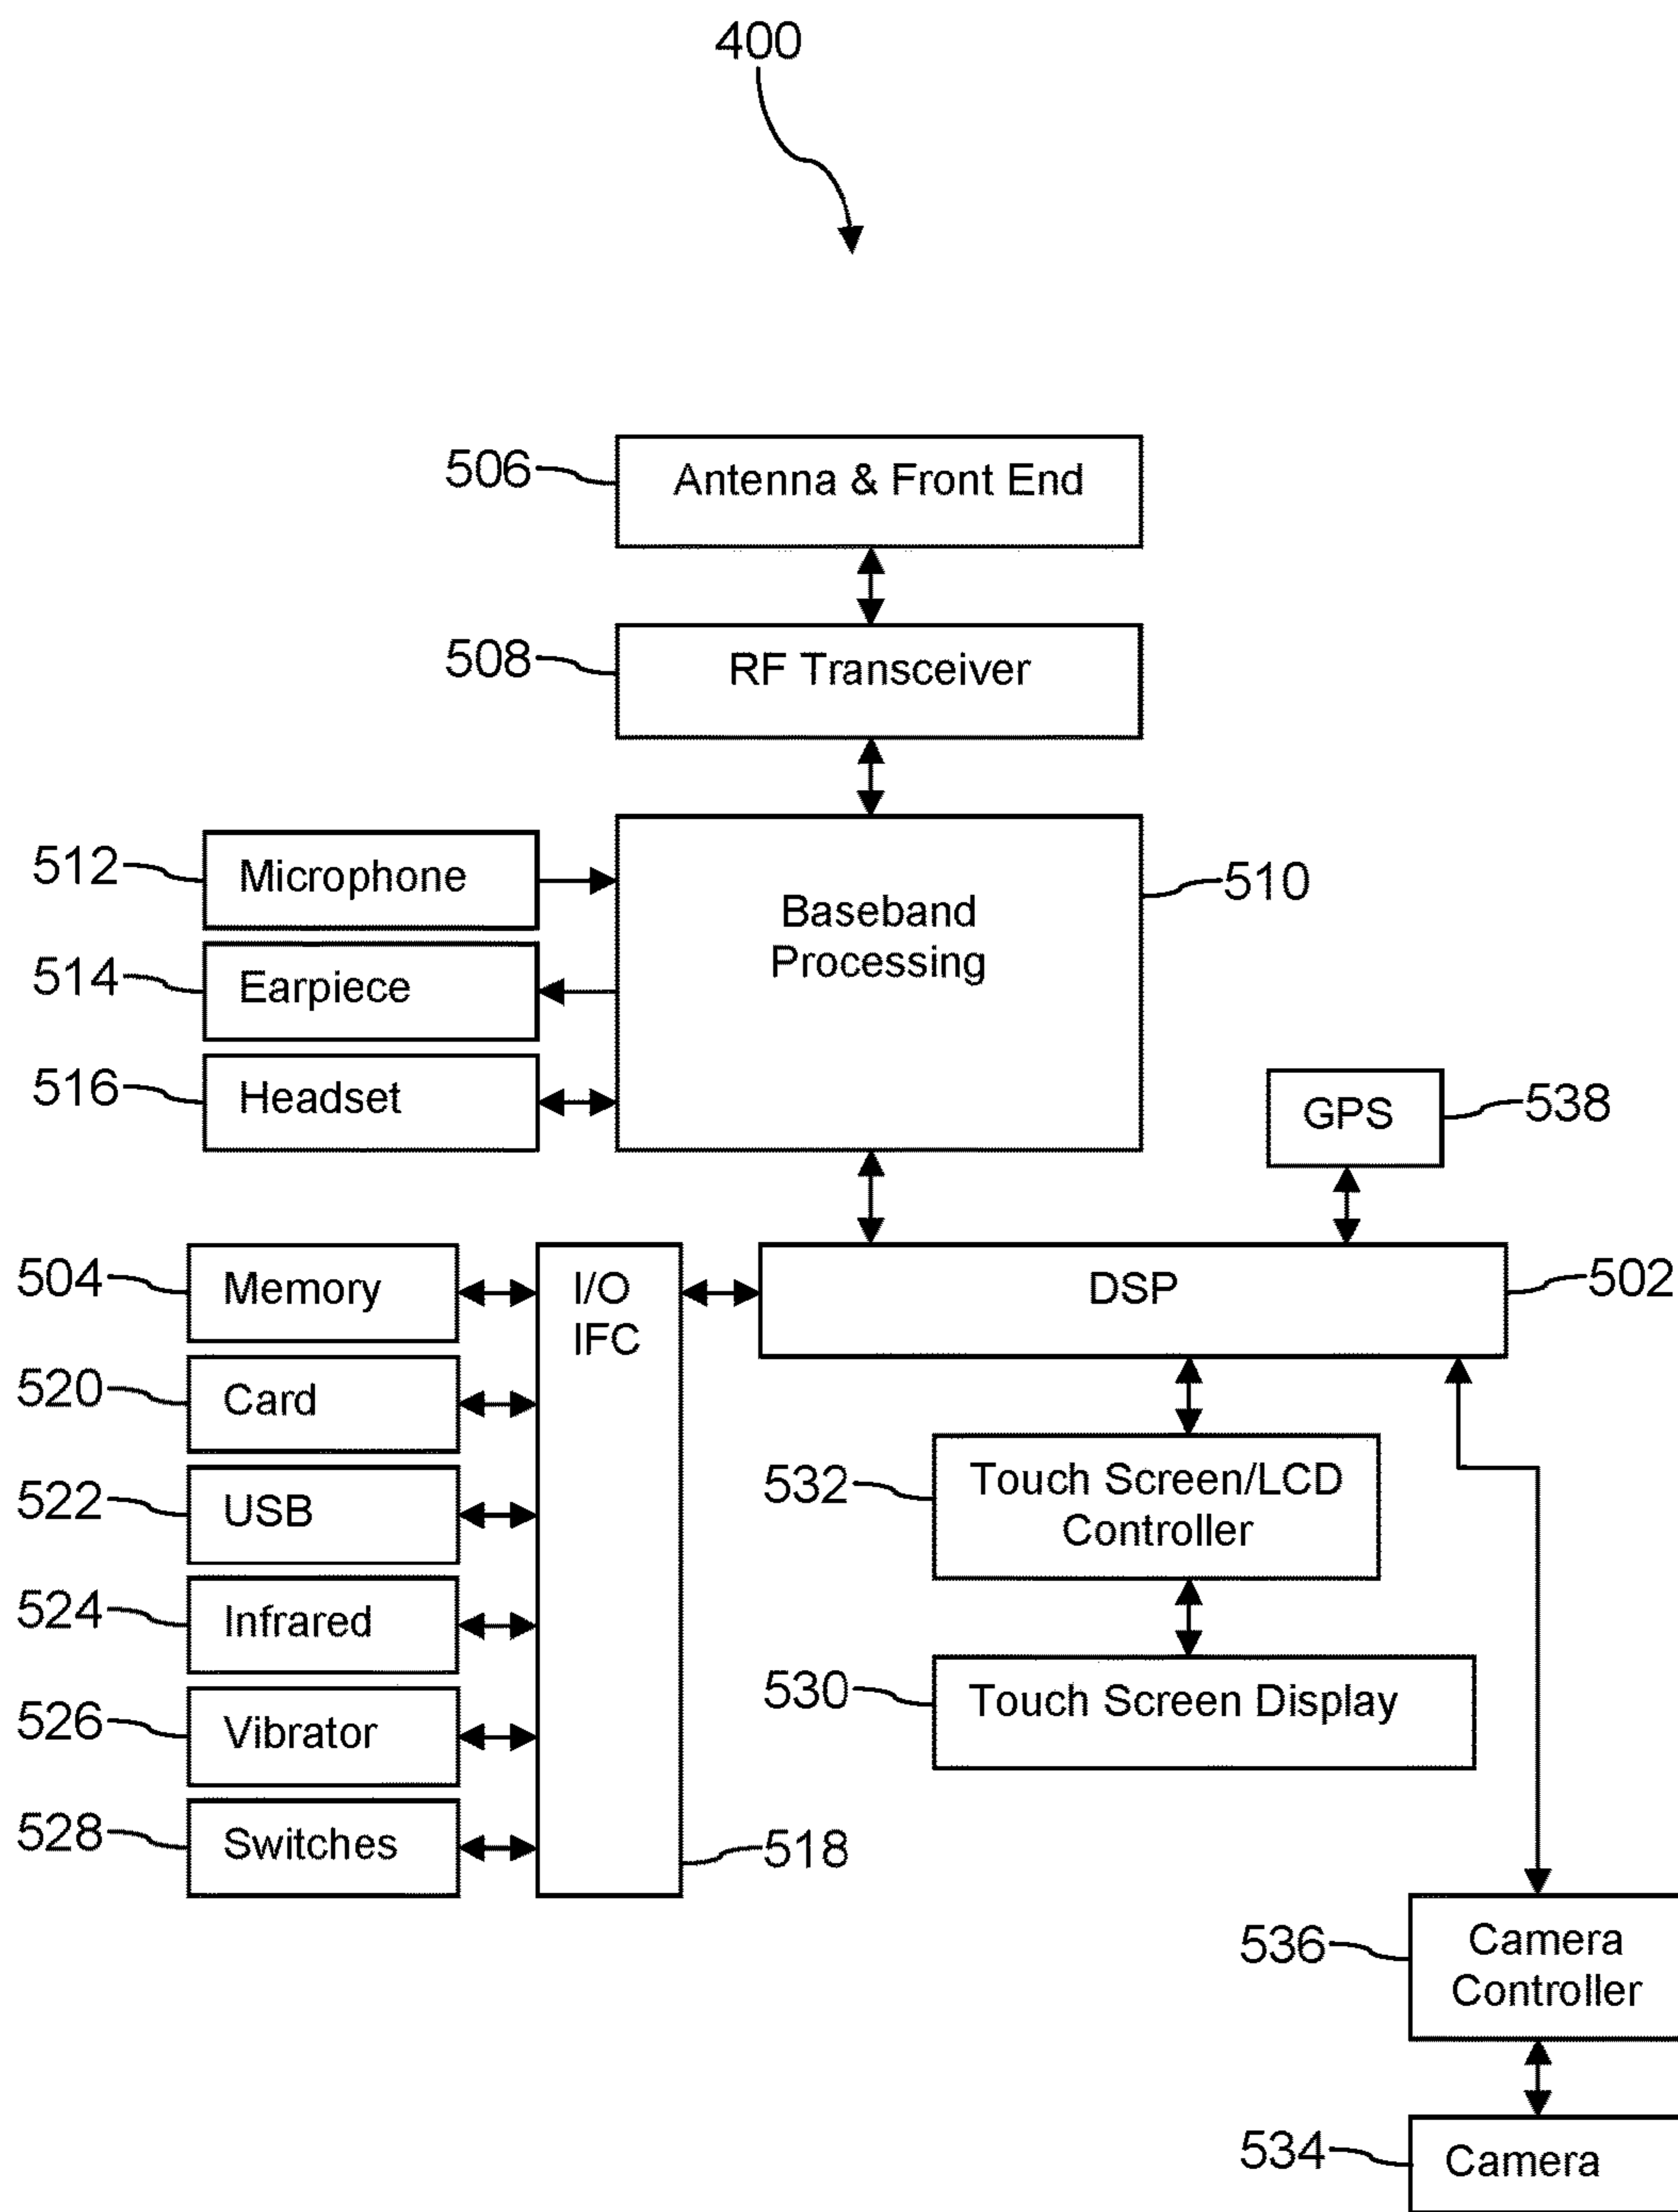 400
506
Antenna & Front End
508
RF Transceiver
512
Microphone
510
Baseband
Processing
514
Earpiece
516
Headset
GPS
538
504
Memory
I/O
IFC
DSP
502
520
Card
522
USB
532
Touch Screen/LCD
Controller
524
Infrared
530
Touch Screen Display
526
Vibrator
528
Switches
518
536
Camera
Controller
534
Camera